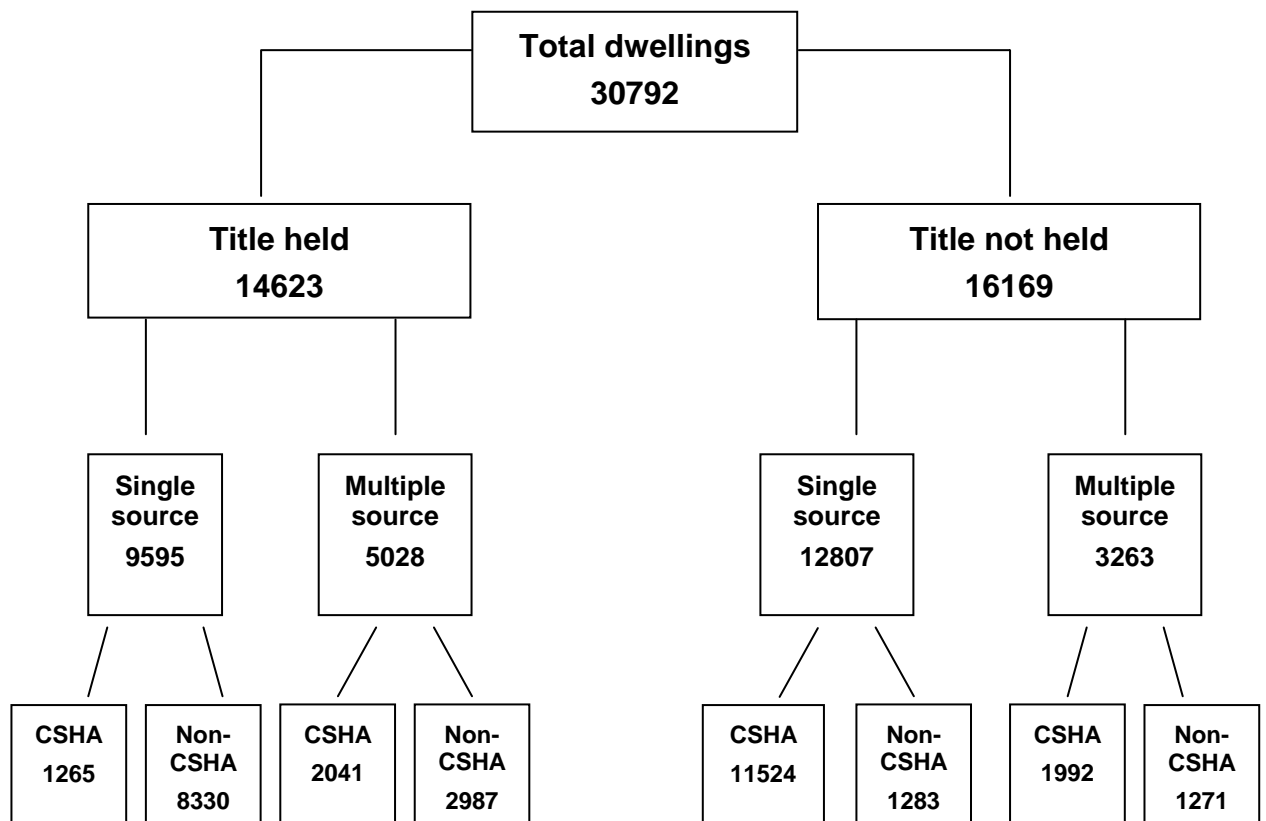 Total dwellings
30792
Title held
14623
Title not held
16169
Single
source
9595
Multiple
source
5028
Single
source
12807
Multiple
source
3263
CSHA
1265
Non-
CSHA
8330
CSHA
2041
Non-
CSHA
2987
CSHA
11524
Non-
CSHA
1283
CSHA
1992
Non-
CSHA
1271